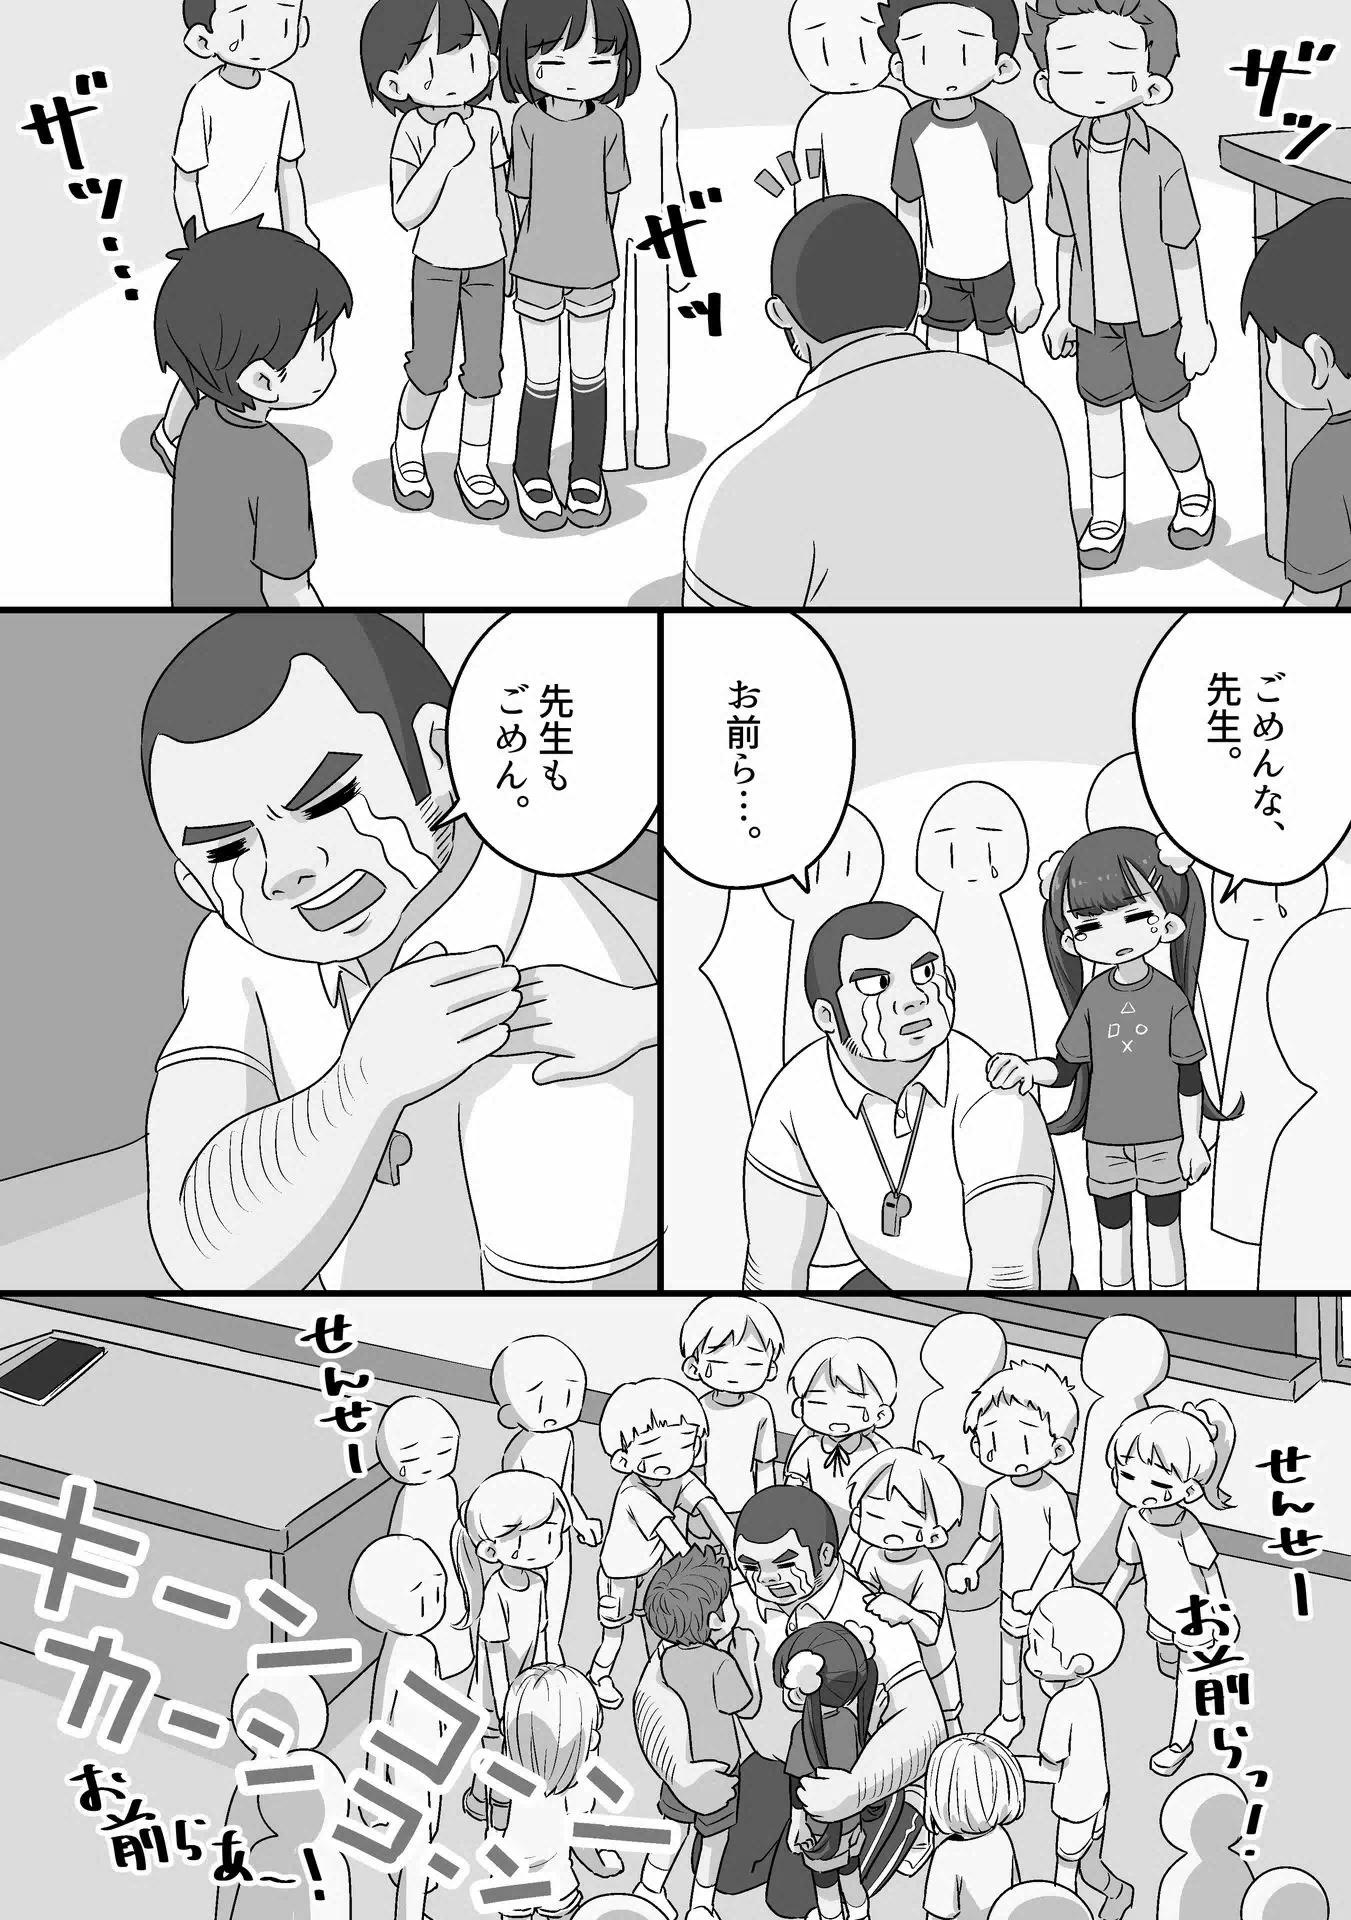 ザッ
ザッ
ザッ…
ごめんな、
先生。
お前ら…。
先生も
ごめん。
せんせー
せんせー
お前らっ!
キーン
カーン
コーン
コーン
お前らあ〜!